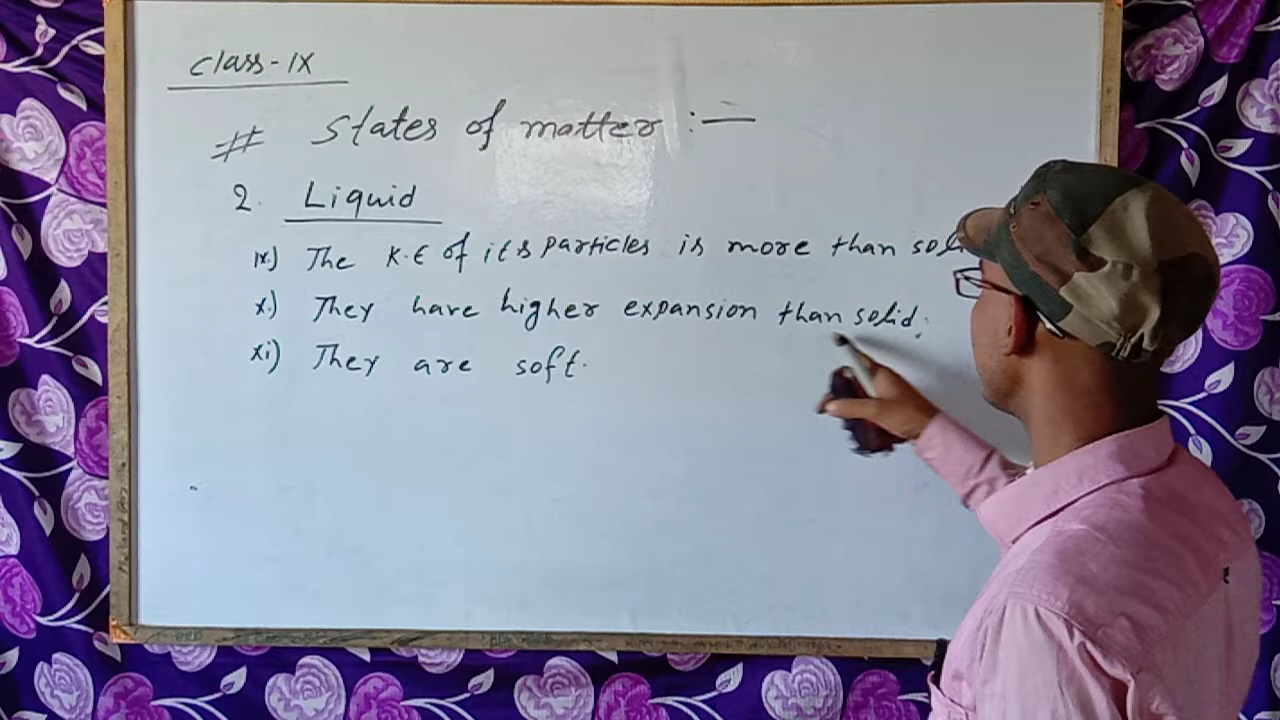 Class-IX
# States of matter :-
2. Liquid
ix.) The K.E of its particles is more than
x.) They have higher expansion than solid.
xi) They are soft.